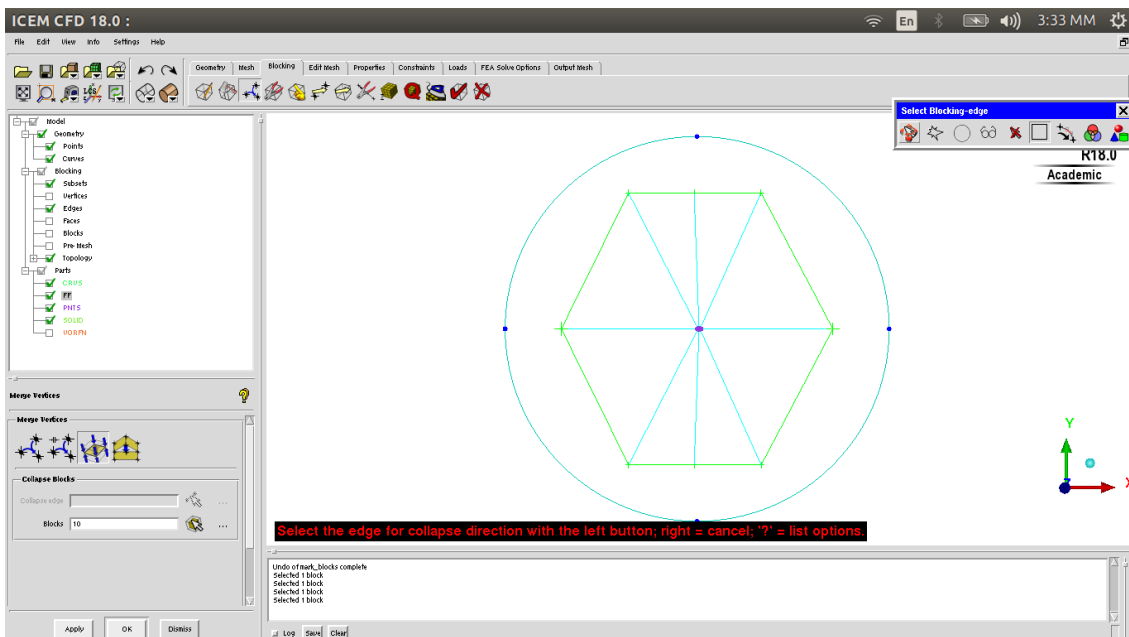 ICEM CFD 18.0 :
En
3:33 MM
File Edit View Info Settings Help
Geometry Mesh Blocking Edit Mesh Properties Constraints Loads FEA Solve Options Output Mesh
Select Blocking-edge
R18.0
Academic
Model
Geometry
Points
Curves
Blocking
Subsets
Vertices
Edges
Faces
Blocks
Pre-Mesh
Topology
Parts
CRVS
FF
PNTS
SOLID
VORFN
Merge Vertices
Merge Vertices
Collapse Blocks
Collapse edge
...
Blocks 10
...
Y
X
Z
Select the edge for collapse direction with the left button; right = cancel; '?' = list options.
Undo of mark_blocks complete
Selected 1 block
Selected 1 block
Selected 1 block
Selected 1 block
Apply OK Dismiss
Log Save Clear